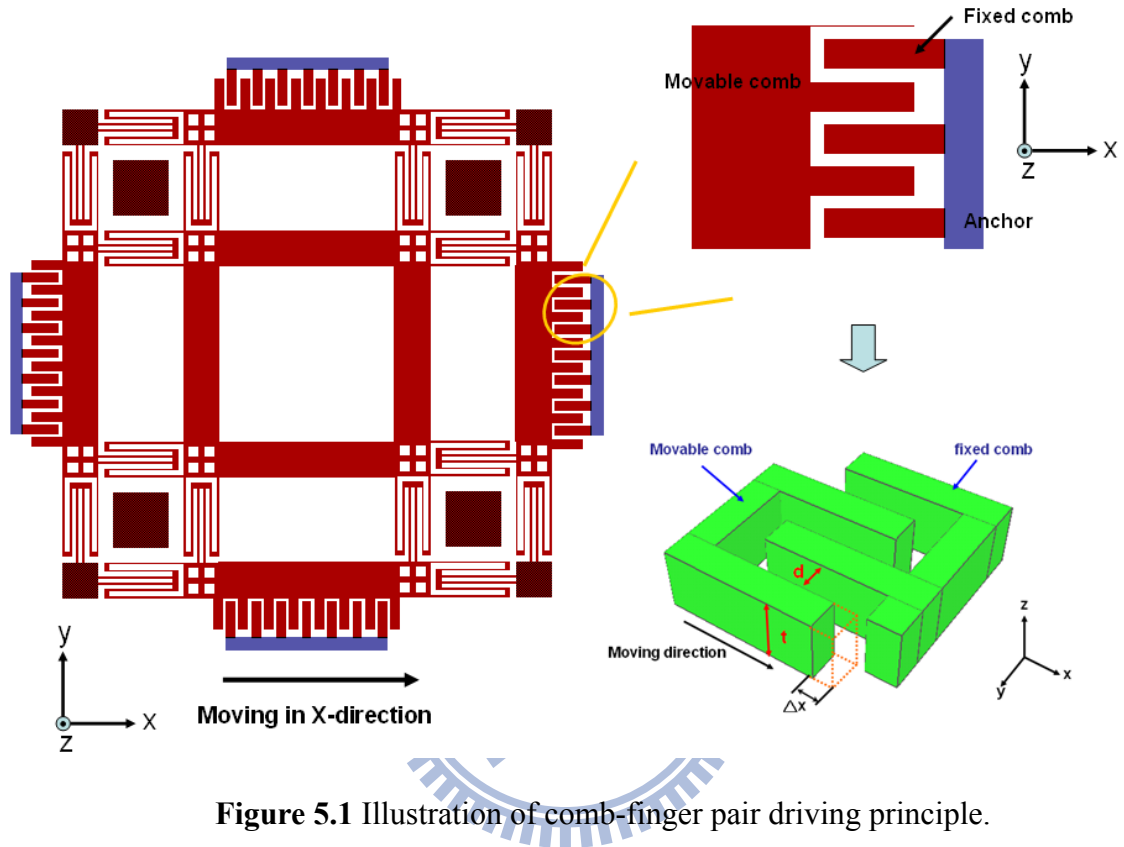 Fixed comb
Movable comb
y
X
Z
Anchor
Movable comb
fixed comb
d
t
Moving direction
△x
z
x
y
y
X
Z
Moving in X-direction
Figure 5.1 Illustration of comb-finger pair driving principle.